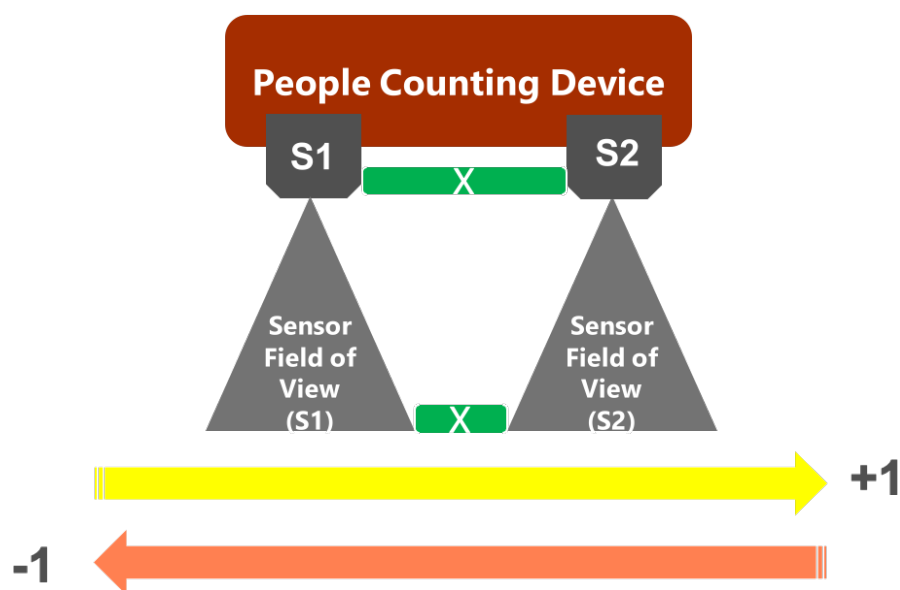 People Counting Device
S1
S2
X
Sensor
Field of
View
(S1)
Sensor
Field of
View
(S2)
X
+1
-1